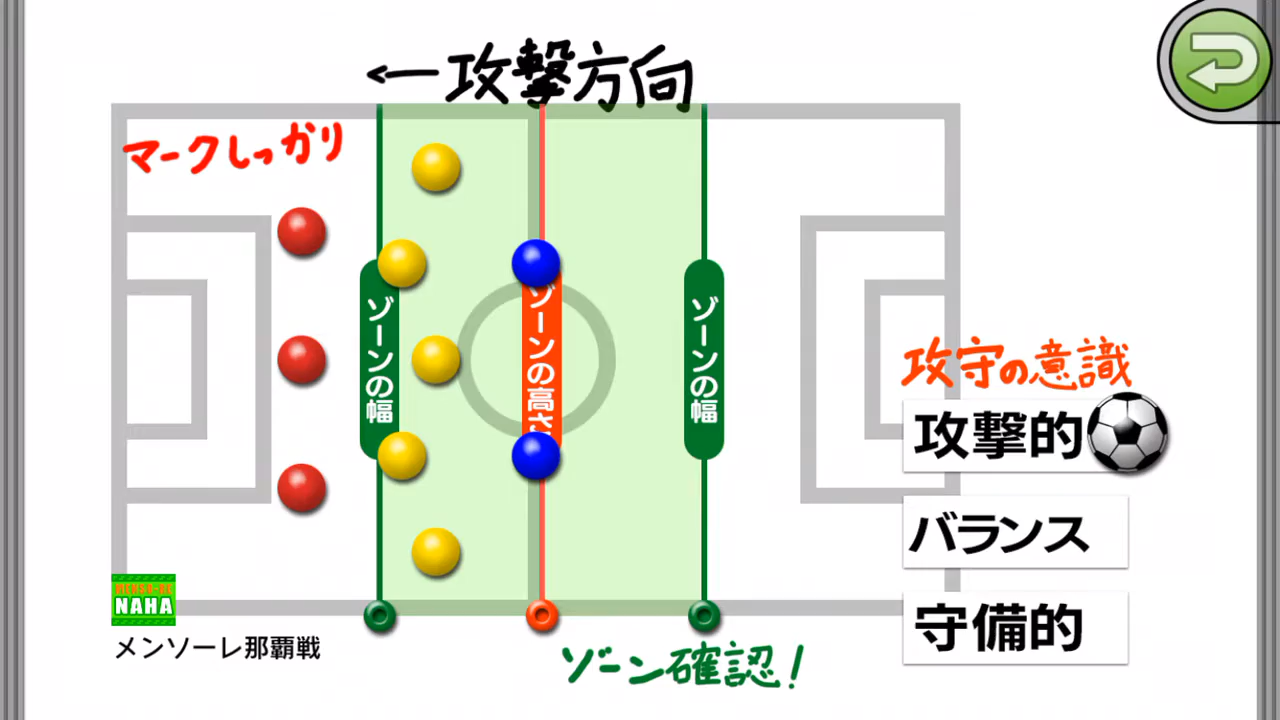 ←攻撃方向
マークしっかり
ゾーンの幅
ゾーンの高さ
ゾーンの幅
攻守の意識
攻撃的
バランス
守備的
MENSORE
NAHA
メンソーレ那覇戦
ゾーン確認!